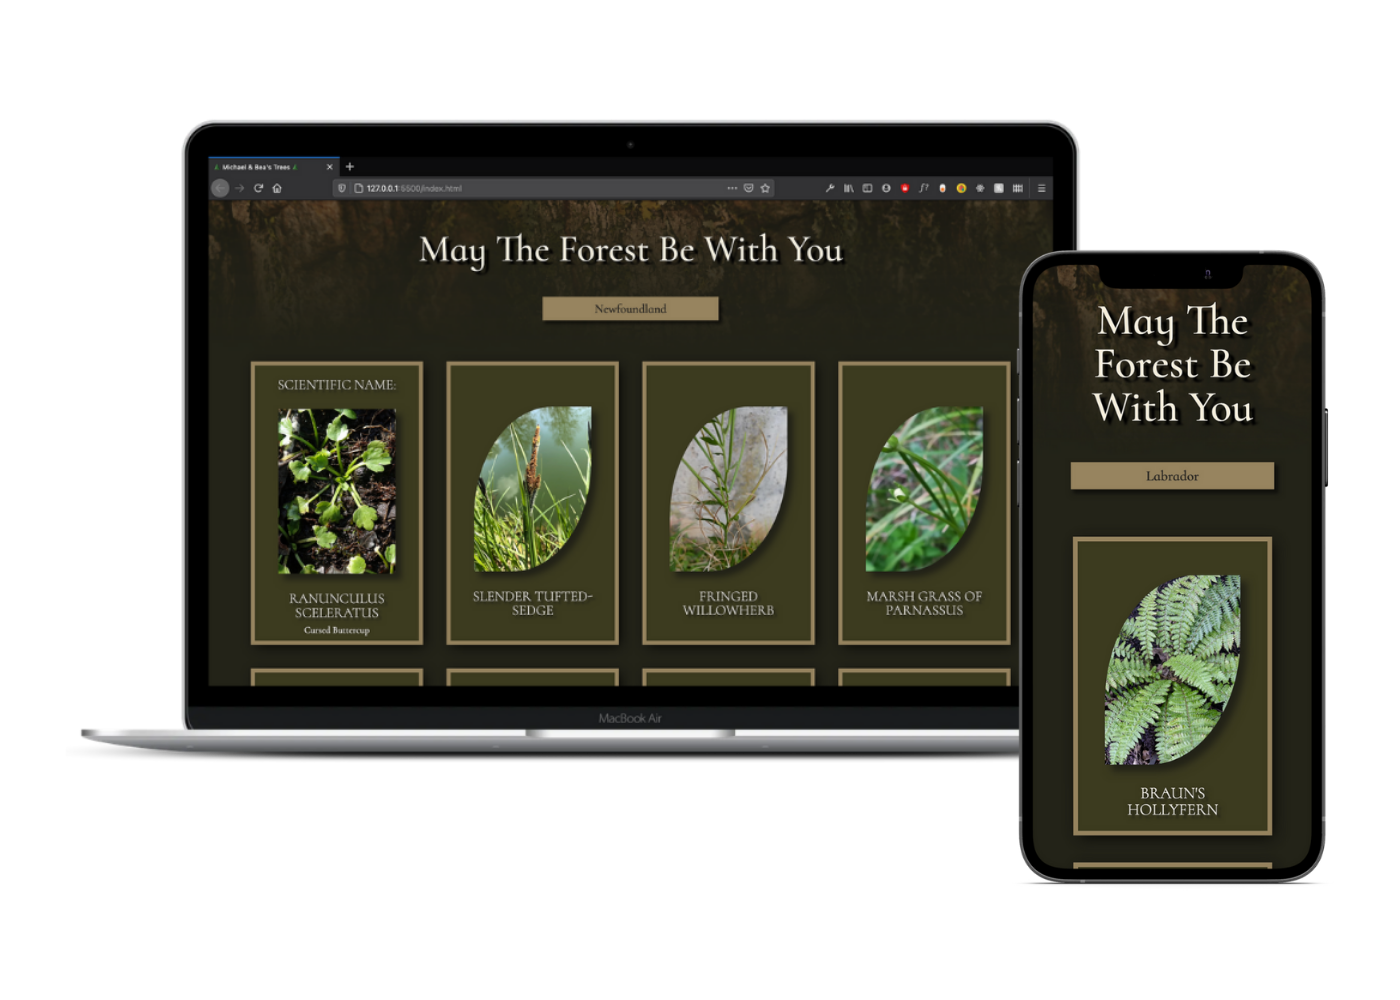 Michael & Bea's Trees
127.0.0.1:5500/index.html
May The Forest Be With You
Newfoundland
SCIENTIFIC NAME:
RANUNCULUS
SCELERATUS
Cursed Buttercup
SLENDER TUFTED-
SEDGE
FRINGED
WILLOWHERB
MARSH GRASS OF
PARNASSUS
MacBook Air
May The
Forest Be
With You
Labrador
BRAUN'S
HOLLYFERN